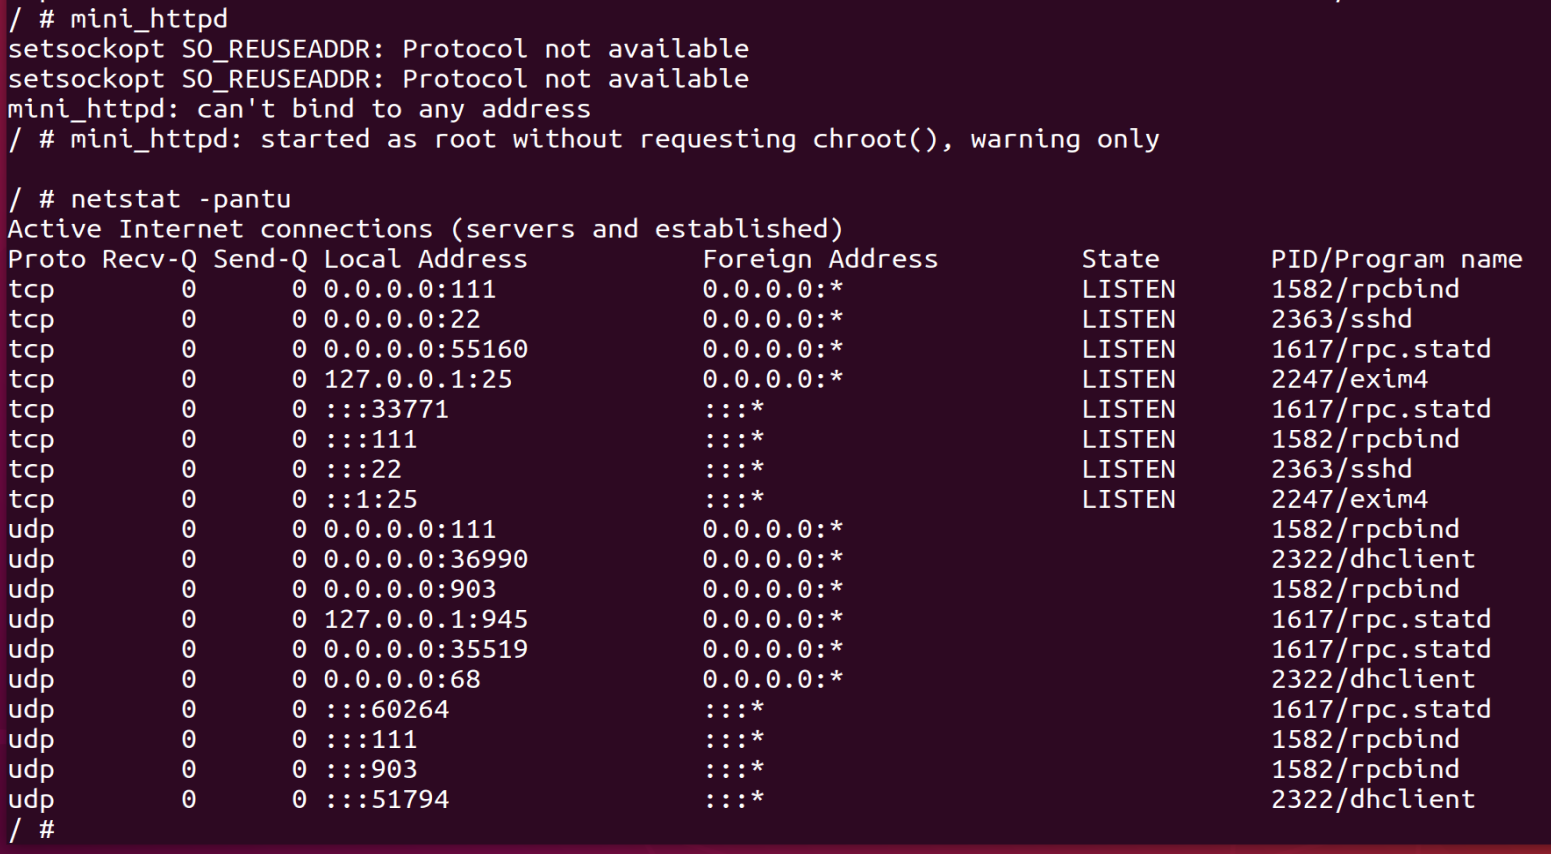 / # mini_httpd
setsockopt SO_REUSEADDR: Protocol not available
setsockopt SO_REUSEADDR: Protocol not available
mini_httpd: can't bind to any address
/ # mini_httpd: started as root without requesting chroot(), warning only
/ # netstat -pantu
Active Internet connections (servers and established)
Proto Recv-Q Send-Q Local Address           Foreign Address         State       PID/Program name
tcp        0      0 0.0.0.0:111             0.0.0.0:*               LISTEN      1582/rpcbind
tcp        0      0 0.0.0.0:22              0.0.0.0:*               LISTEN      2363/sshd
tcp        0      0 0.0.0.0:55160           0.0.0.0:*               LISTEN      1617/rpc.statd
tcp        0      0 127.0.0.1:25            0.0.0.0:*               LISTEN      2247/exim4
tcp        0      0 :::33771                :::*                    LISTEN      1617/rpc.statd
tcp        0      0 :::111                  :::*                    LISTEN      1582/rpcbind
tcp        0      0 :::22                   :::*                    LISTEN      2363/sshd
tcp        0      0 ::1:25                  :::*                    LISTEN      2247/exim4
udp        0      0 0.0.0.0:111             0.0.0.0:*                           1582/rpcbind
udp        0      0 0.0.0.0:36990           0.0.0.0:*                           2322/dhclient
udp        0      0 0.0.0.0:903             0.0.0.0:*                           1582/rpcbind
udp        0      0 127.0.0.1:945           0.0.0.0:*                           1617/rpc.statd
udp        0      0 0.0.0.0:35519           0.0.0.0:*                           1617/rpc.statd
udp        0      0 0.0.0.0:68              0.0.0.0:*                           2322/dhclient
udp        0      0 :::60264                :::*                                1617/rpc.statd
udp        0      0 :::111                  :::*                                1582/rpcbind
udp        0      0 :::903                  :::*                                1582/rpcbind
udp        0      0 :::51794                :::*                                2322/dhclient
/ #